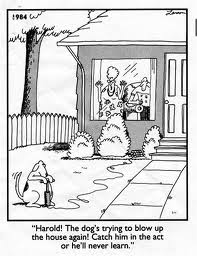 1984
Larson
"Harold! The dog's trying to blow up
the house again! Catch him in the act
or he'll never learn."